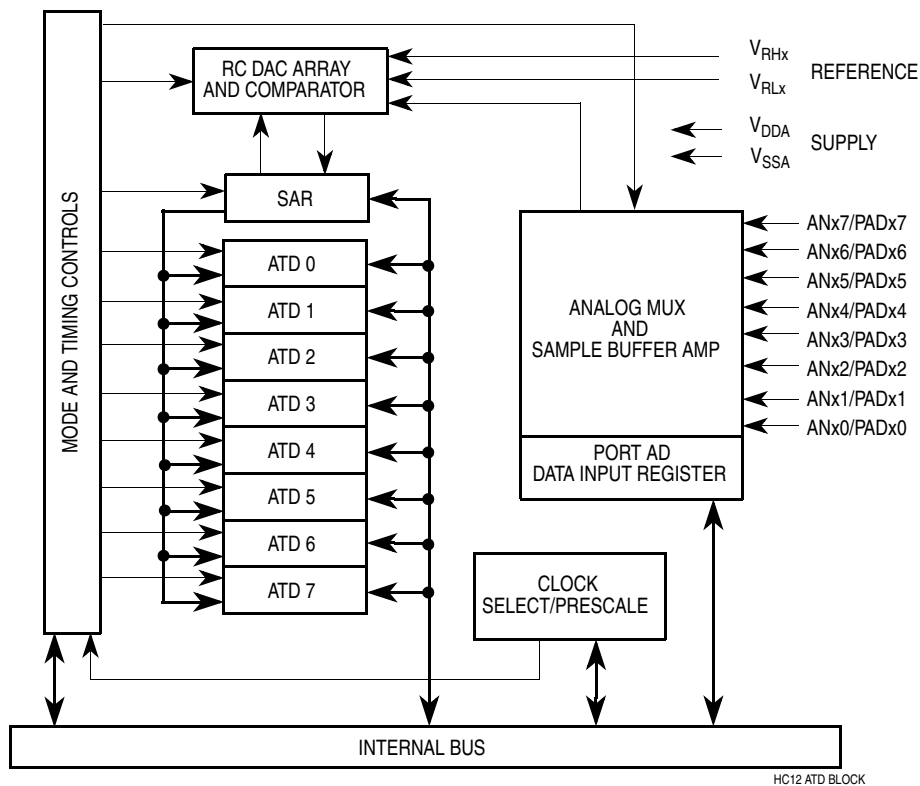 RC DAC ARRAY
AND COMPARATOR
V_RHx
V_RLx
REFERENCE
V_DDA
V_SSA
SUPPLY
MODE AND TIMING CONTROLS
SAR
ATD 0
ATD 1
ATD 2
ATD 3
ATD 4
ATD 5
ATD 6
ATD 7
ANALOG MUX
AND
SAMPLE BUFFER AMP
ANx7/PADx7
ANx6/PADx6
ANx5/PADx5
ANx4/PADx4
ANx3/PADx3
ANx2/PADx2
ANx1/PADx1
ANx0/PADx0
PORT AD
DATA INPUT REGISTER
CLOCK
SELECT/PRESCALE
INTERNAL BUS
HC12 ATD BLOCK